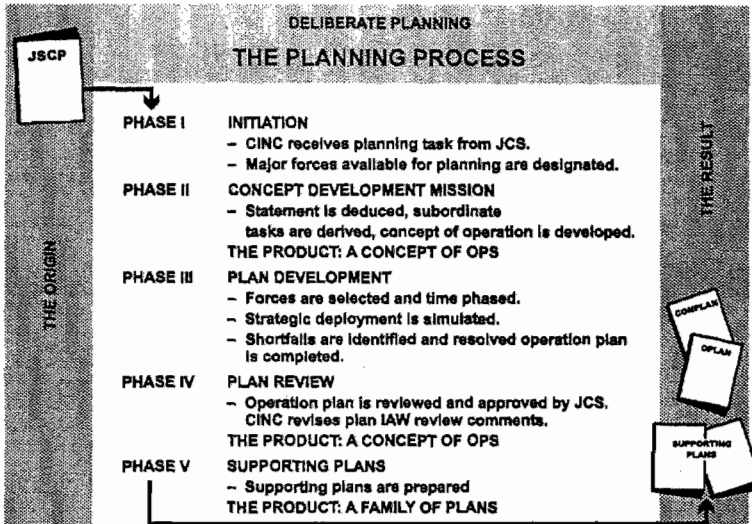 DELIBERATE PLANNING
THE PLANNING PROCESS
JSCP
THE ORIGIN
PHASE I INITIATION
– CINC receives planning task from JCS.
– Major forces available for planning are designated.
PHASE II CONCEPT DEVELOPMENT MISSION
– Statement is deduced, subordinate
tasks are derived, concept of operation is developed.
THE PRODUCT: A CONCEPT OF OPS
PHASE III PLAN DEVELOPMENT
– Forces are selected and time phased.
– Strategic deployment is simulated.
– Shortfalls are identified and resolved operation plan
is completed.
PHASE IV PLAN REVIEW
– Operation plan is reviewed and approved by JCS.
CINC revises plan IAW review comments.
THE PRODUCT: A CONCEPT OF OPS
PHASE V SUPPORTING PLANS
– Supporting plans are prepared
THE PRODUCT: A FAMILY OF PLANS
THE RESULT
CONPLAN
OPLAN
SUPPORTING
PLANS